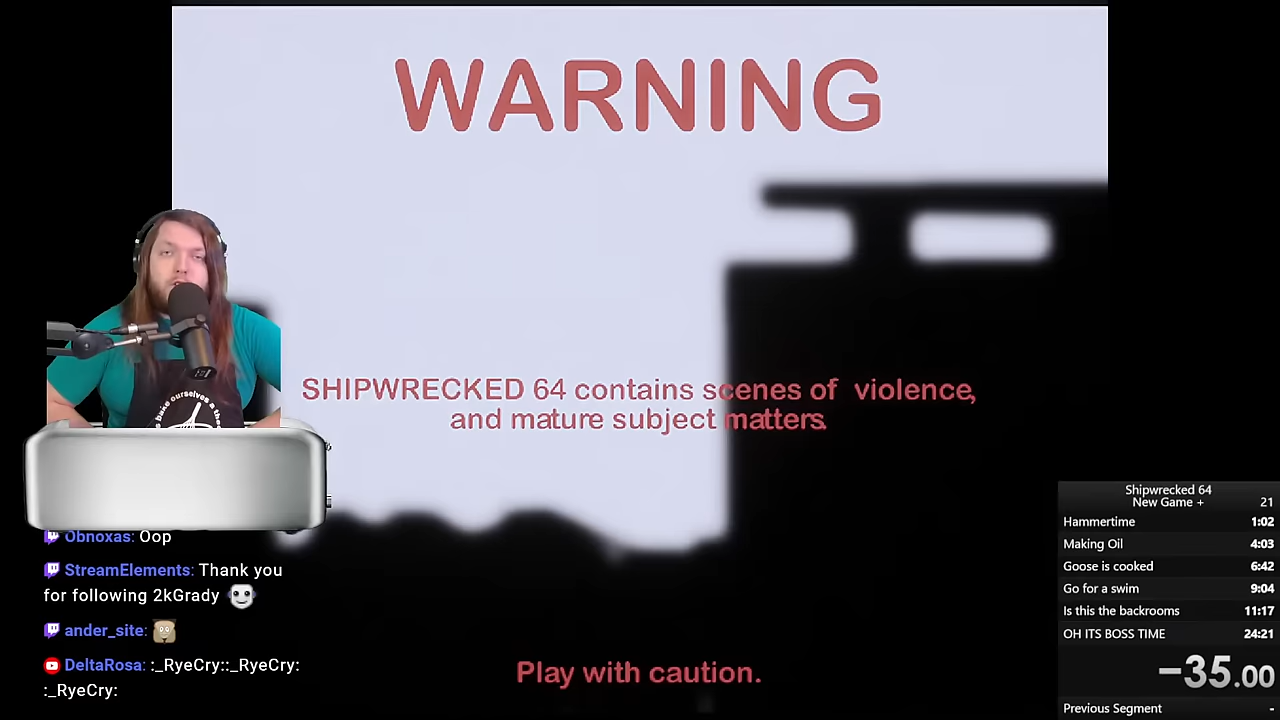 WARNING
SHIPWRECKED 64 contains scenes of violence,
and mature subject matters.
Play with caution.
bake ourselves a
Obnoxas: Oop
StreamElements: Thank you
for following 2kGrady
ander_site:
DeltaRosa: :_RyeCry::_RyeCry:
:_RyeCry:
Shipwrecked 64
New Game + 21
Hammertime 1:02
Making Oil 4:03
Goose is cooked 6:42
Go for a swim 9:04
Is this the backrooms 11:17
OH ITS BOSS TIME 24:21
−35.00
Previous Segment -